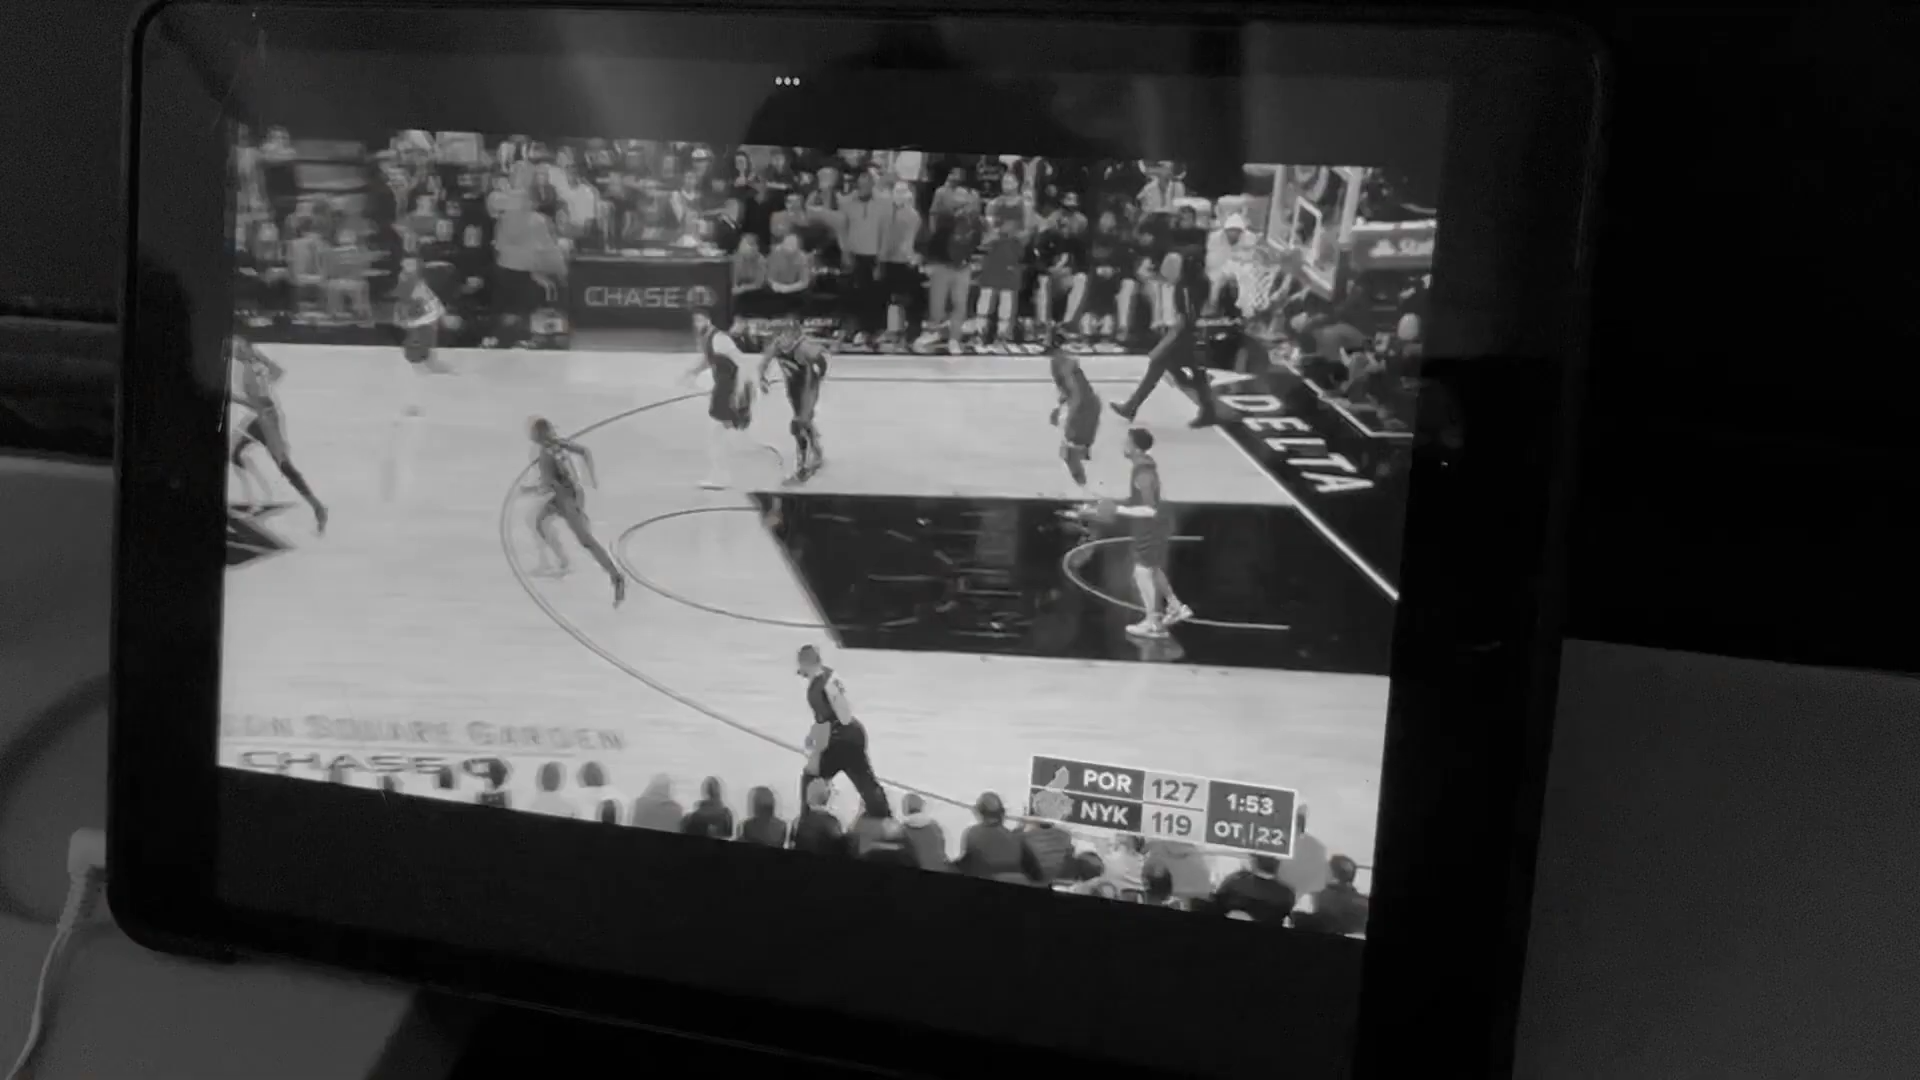 CHASE
DELTA
SQUARE GARDEN
CHASE
POR 127
NYK 119
1:53
OT 22